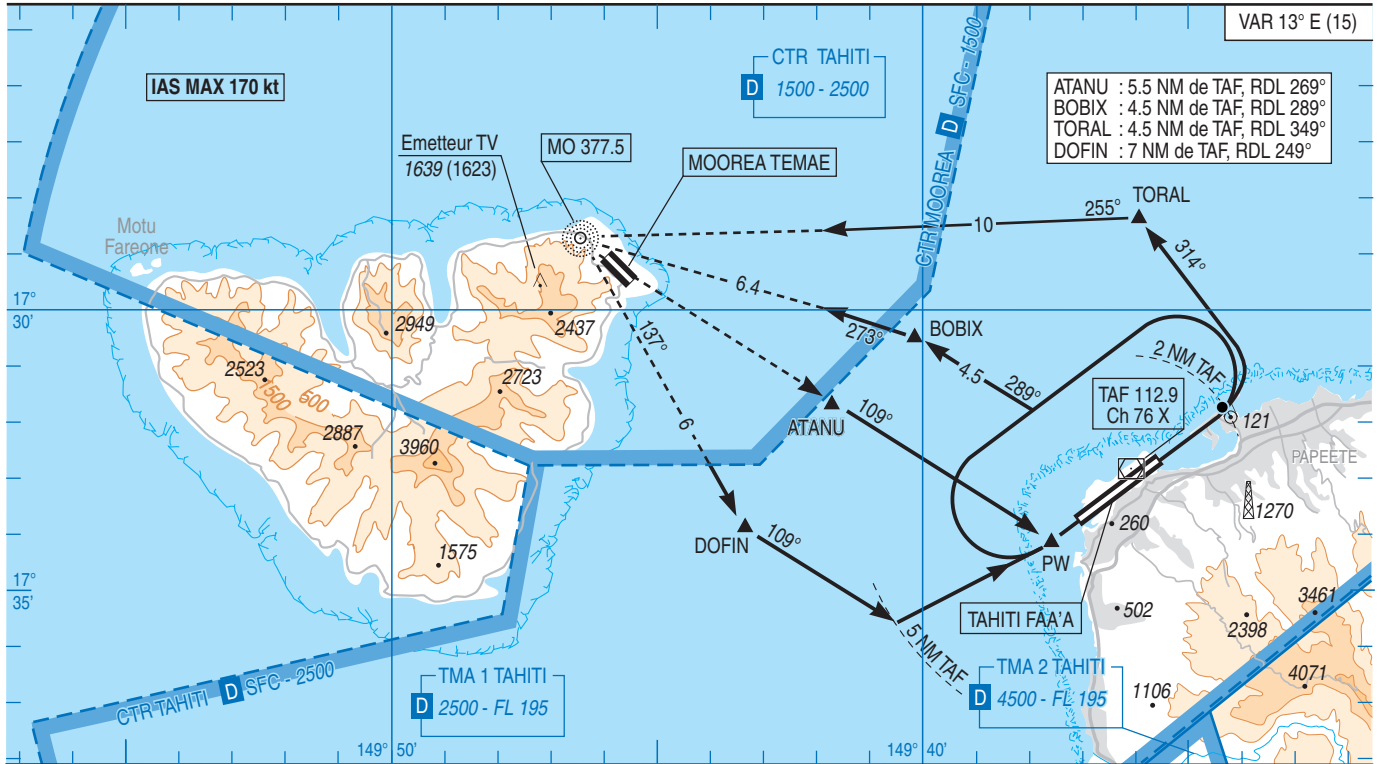 VAR 13° E (15)
IAS MAX 170 kt
CTR TAHITI
D 1500 - 2500
CTR MOOREA D SFC - 1500
ATANU : 5.5 NM de TAF, RDL 269°
BOBIX : 4.5 NM de TAF, RDL 289°
TORAL : 4.5 NM de TAF, RDL 349°
DOFIN : 7 NM de TAF, RDL 249°
Emetteur TV
1639 (1623)
MO 377.5
MOOREA TEMAE
TORAL
255°
10
314°
Motu
Fareone
6.4
273°
BOBIX
17°
30'
2949
2437
137°
4.5
289°
2 NM TAF
2523
1500
600
2723
TAF 112.9
Ch 76 X
121
ATANU
109°
6
2887
3960
PAPEETE
1270
260
DOFIN
109°
PW
1575
17°
35'
TAHITI FAA'A
502
3461
2398
5 NM TAF
4071
1106
CTR TAHITI D SFC - 2500
TMA 1 TAHITI
D 2500 - FL 195
TMA 2 TAHITI
D 4500 - FL 195
149° 50'
149° 40'